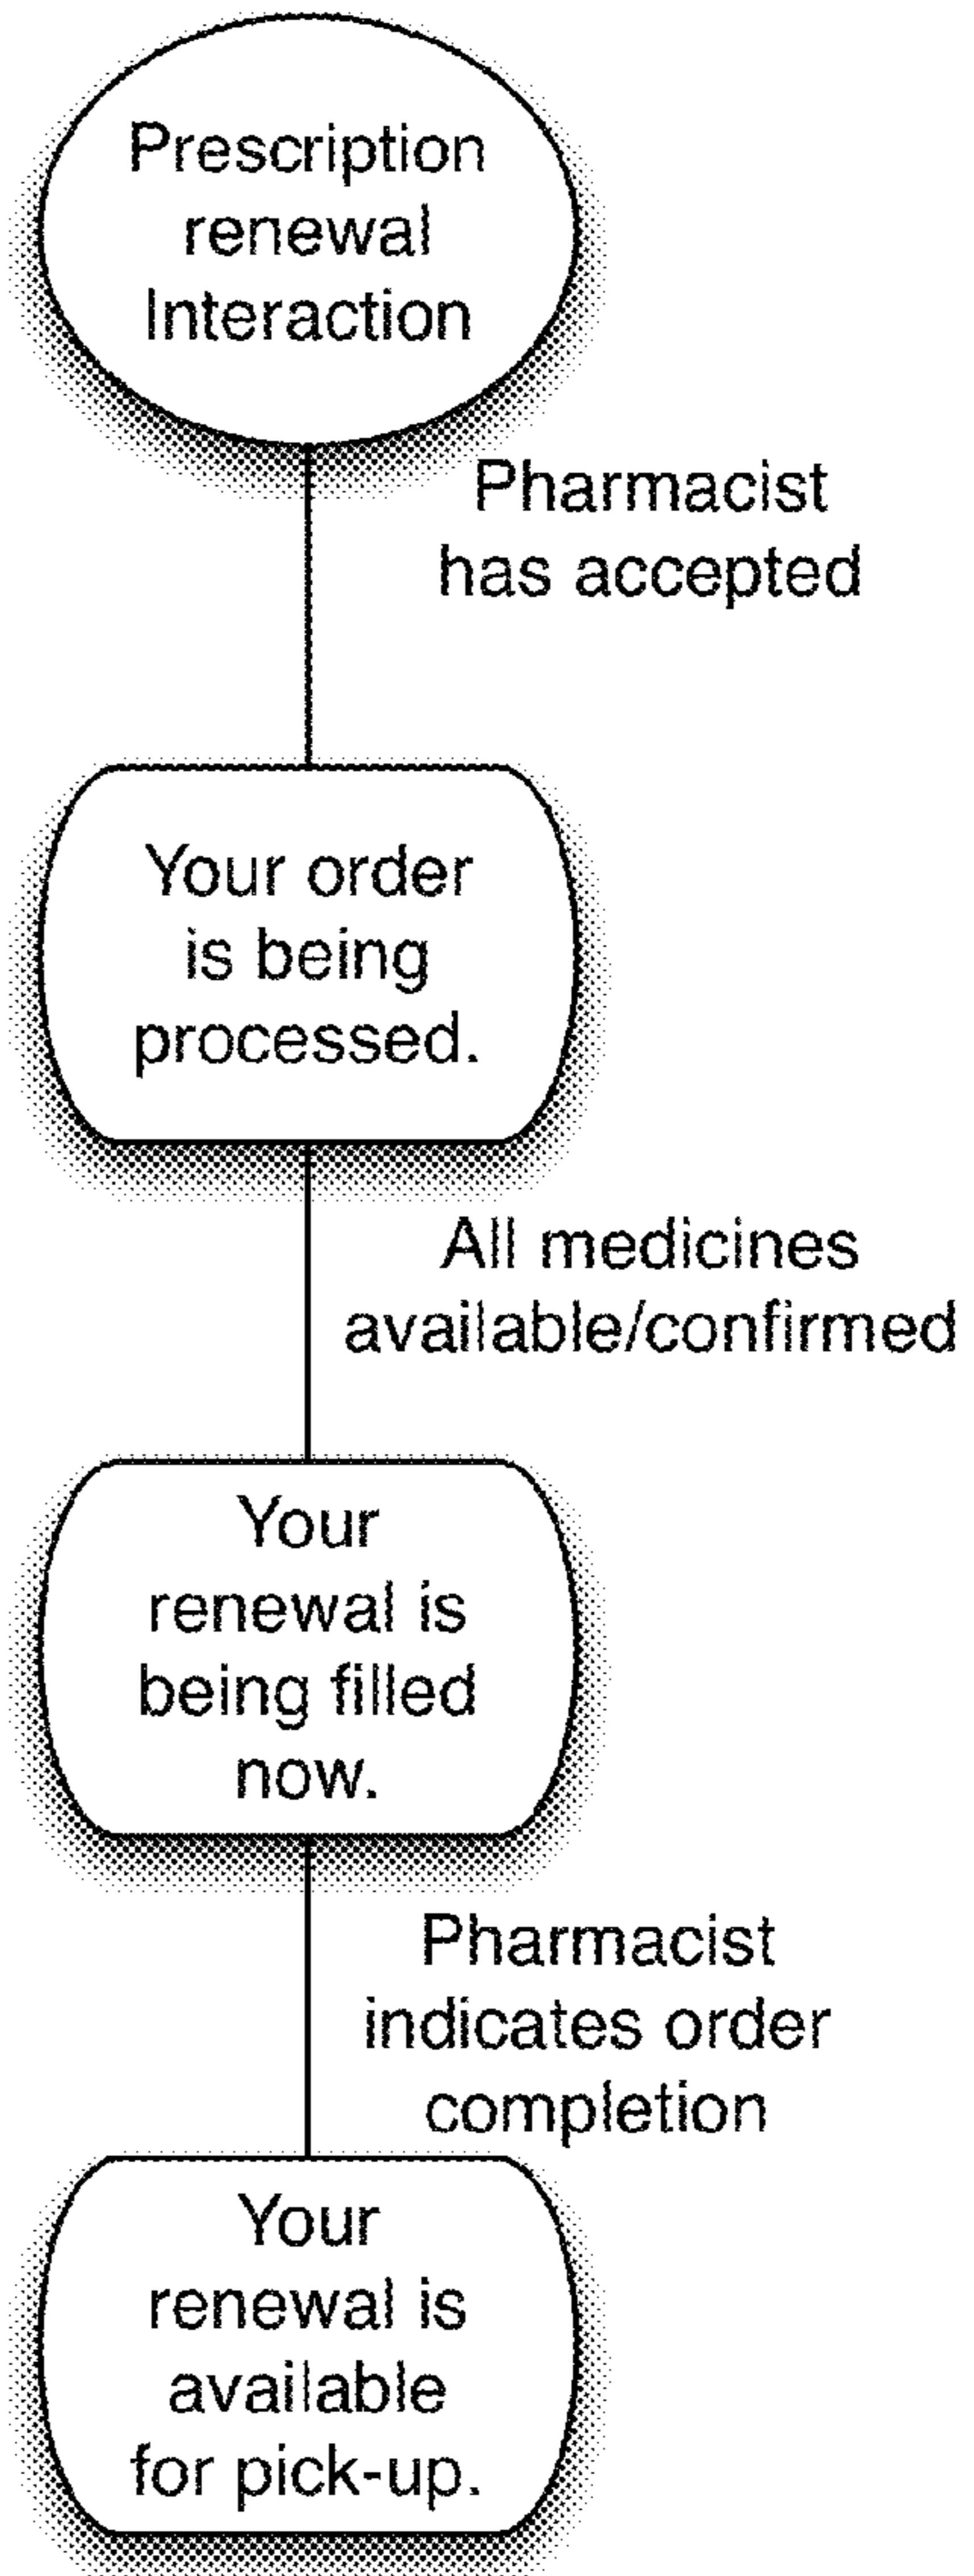 Prescription
renewal
Interaction
Pharmacist
has accepted
Your order
is being
processed.
All medicines
available/confirmed
Your
renewal is
being filled
now.
Pharmacist
indicates order
completion
Your
renewal is
available
for pick-up.